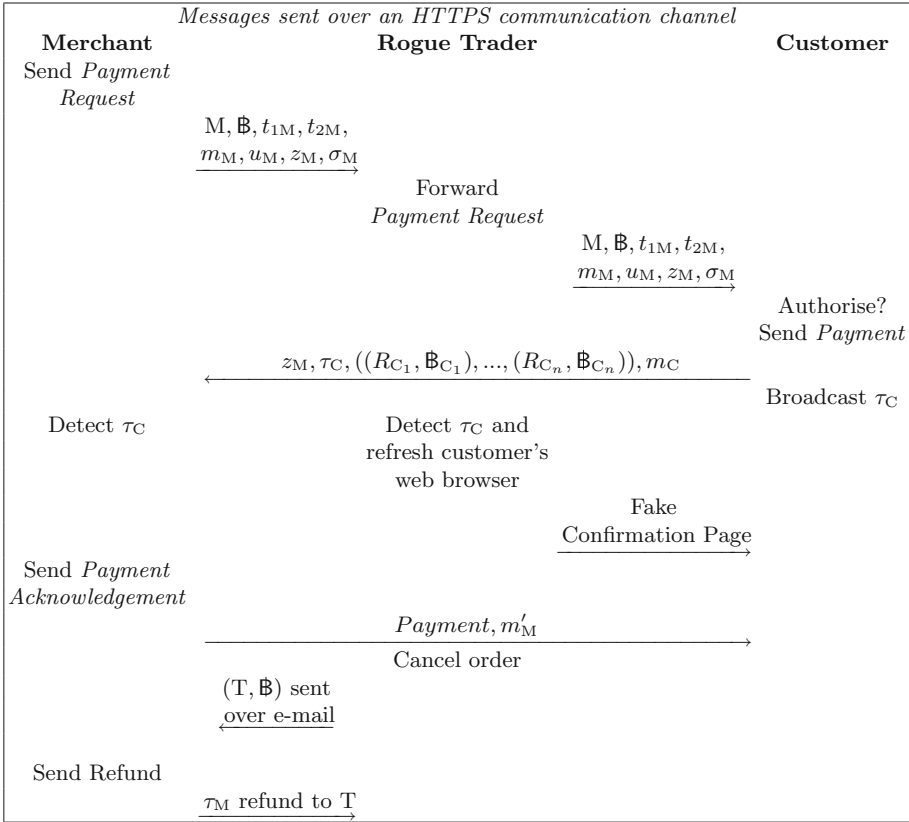 Messages sent over an HTTPS communication channel
Merchant Rogue Trader Customer
Send Payment
Request
M, ₿, t₁M, t₂M,
mM, uM, zM, σM
Forward
Payment Request
M, ₿, t₁M, t₂M,
mM, uM, zM, σM
Authorise?
Send Payment
zM, τC, ((RC₁, ₿C₁), ..., (RCₙ, ₿Cₙ)), mC
Broadcast τC
Detect τC Detect τC and
refresh customer's
web browser
Fake
Confirmation Page
Send Payment
Acknowledgement
Payment, m′M
Cancel order
(T, ₿) sent
over e-mail
Send Refund
τM refund to T